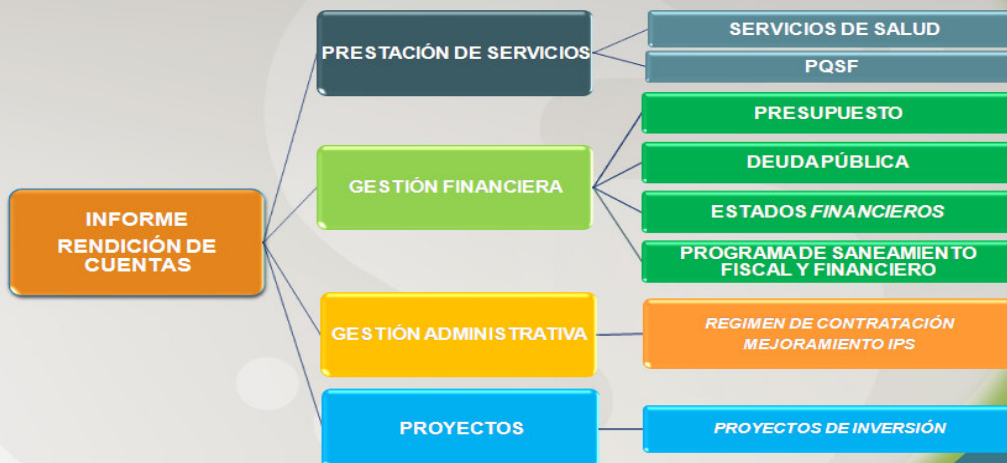 INFORME
RENDICIÓN DE
CUENTAS
PRESTACIÓN DE SERVICIOS
SERVICIOS DE SALUD
PQSF
GESTIÓN FINANCIERA
PRESUPUESTO
DEUDA PÚBLICA
ESTADOS FINANCIEROS
PROGRAMA DE SANEAMIENTO
FISCAL Y FINANCIERO
GESTIÓN ADMINISTRATIVA
REGIMEN DE CONTRATACIÓN
MEJORAMIENTO IPS
PROYECTOS
PROYECTOS DE INVERSIÓN